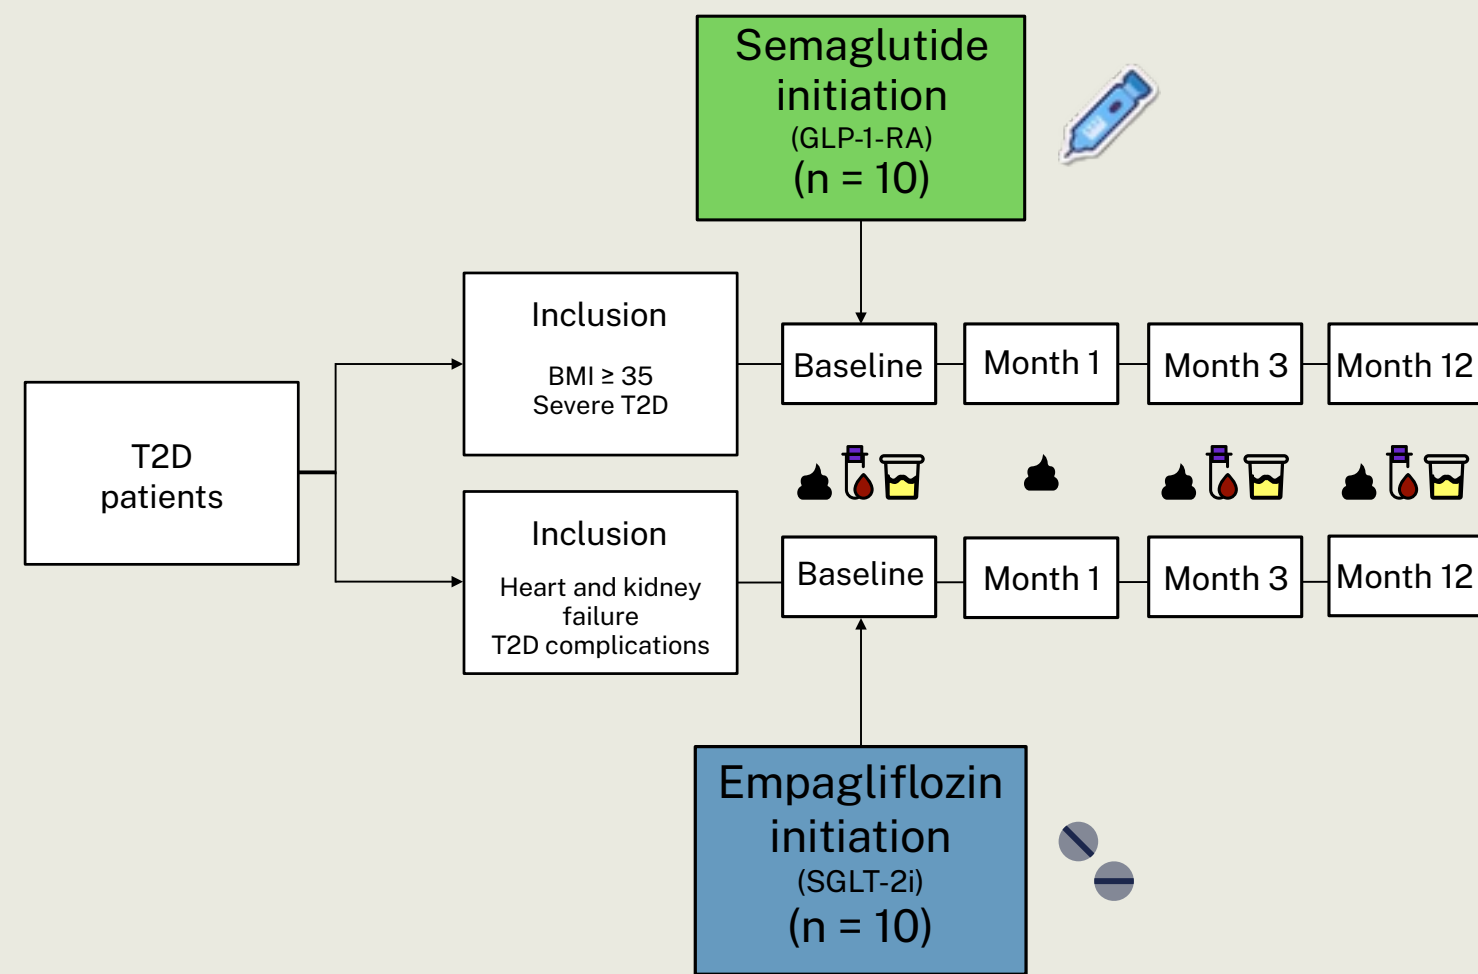 Semaglutide
initiation
(GLP-1-RA)
(n = 10)
T2D
patients
Inclusion
BMI ≥ 35
Severe T2D
Baseline
Month 1
Month 3
Month 12
Inclusion
Heart and kidney
failure
T2D complications
Baseline
Month 1
Month 3
Month 12
Empagliflozin
initiation
(SGLT-2i)
(n = 10)